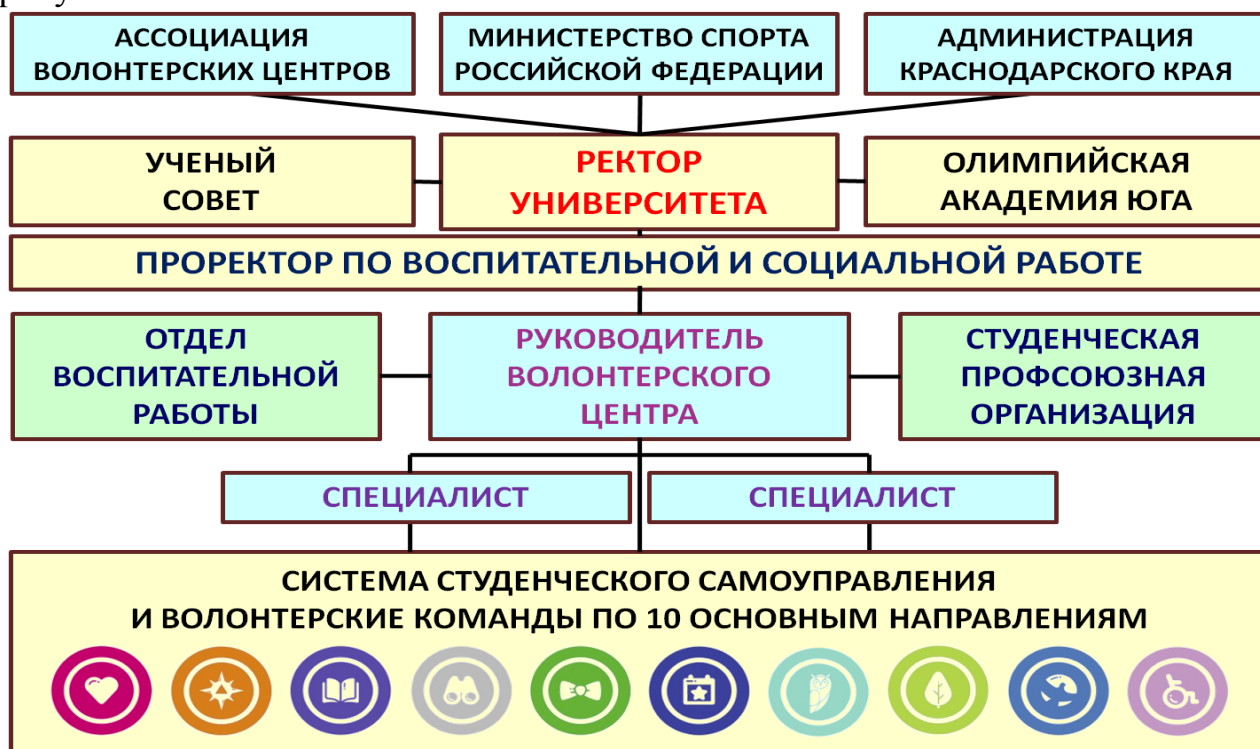 АССОЦИАЦИЯ
ВОЛОНТЕРСКИХ ЦЕНТРОВ
МИНИСТЕРСТВО СПОРТА
РОССИЙСКОЙ ФЕДЕРАЦИИ
АДМИНИСТРАЦИЯ
КРАСНОДАРСКОГО КРАЯ
УЧЕНЫЙ
СОВЕТ
РЕКТОР
УНИВЕРСИТЕТА
ОЛИМПИЙСКАЯ
АКАДЕМИЯ ЮГА
ПРОРЕКТОР ПО ВОСПИТАТЕЛЬНОЙ И СОЦИАЛЬНОЙ РАБОТЕ
ОТДЕЛ
ВОСПИТАТЕЛЬНОЙ
РАБОТЫ
РУКОВОДИТЕЛЬ
ВОЛОНТЕРСКОГО
ЦЕНТРА
СТУДЕНЧЕСКАЯ
ПРОФСОЮЗНАЯ
ОРГАНИЗАЦИЯ
СПЕЦИАЛИСТ
СПЕЦИАЛИСТ
СИСТЕМА СТУДЕНЧЕСКОГО САМОУПРАВЛЕНИЯ
И ВОЛОНТЕРСКИЕ КОМАНДЫ ПО 10 ОСНОВНЫМ НАПРАВЛЕНИЯМ